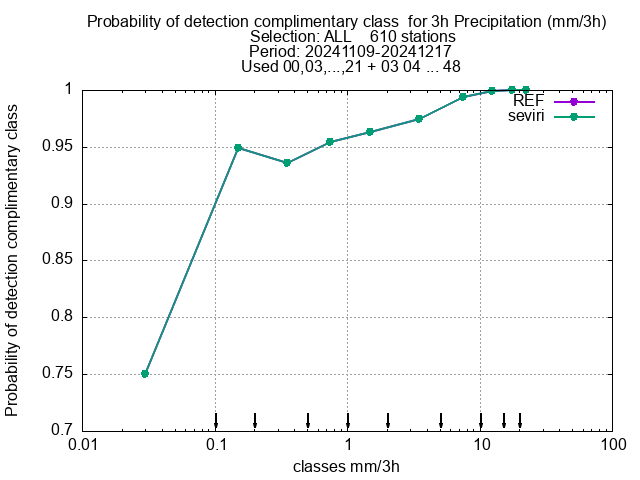 Probability of detection complimentary class  for 3h Precipitation (mm/3h)
Selection: ALL    610 stations
Period: 20241109-20241217
Used 00,03,...,21 + 03 04 ... 48
REF
seviri
Probability of detection complimentary class
1
0.95
0.9
0.85
0.8
0.75
0.7
0.01
0.1
1
10
100
classes mm/3h